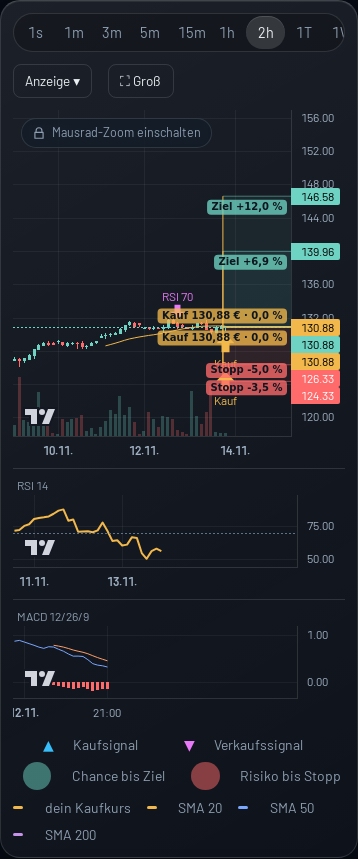 1s 1m 3m 5m 15m 1h 2h 1T
Anzeige ▾ Groß
Mausrad-Zoom einschalten
156.00
152.00
148.00
146.58
Ziel +12,0 %
144.00
139.96
Ziel +6,9 %
136.00
RSI 70
132.00
Kauf 130,88 € · 0,0 %
130.88
Kauf 130,88 € · 0,0 %
130.88
130.88
Kauf
Stopp -5,0 %
126.33
Stopp -3,5 %
124.33
Kauf
120.00
10.11. 12.11. 14.11.
RSI 14
75.00
50.00
11.11. 13.11.
MACD 12/26/9
1.00
0.00
12.11. 21:00
Kaufsignal Verkaufssignal
Chance bis Ziel Risiko bis Stopp
dein Kaufkurs SMA 20 SMA 50
SMA 200